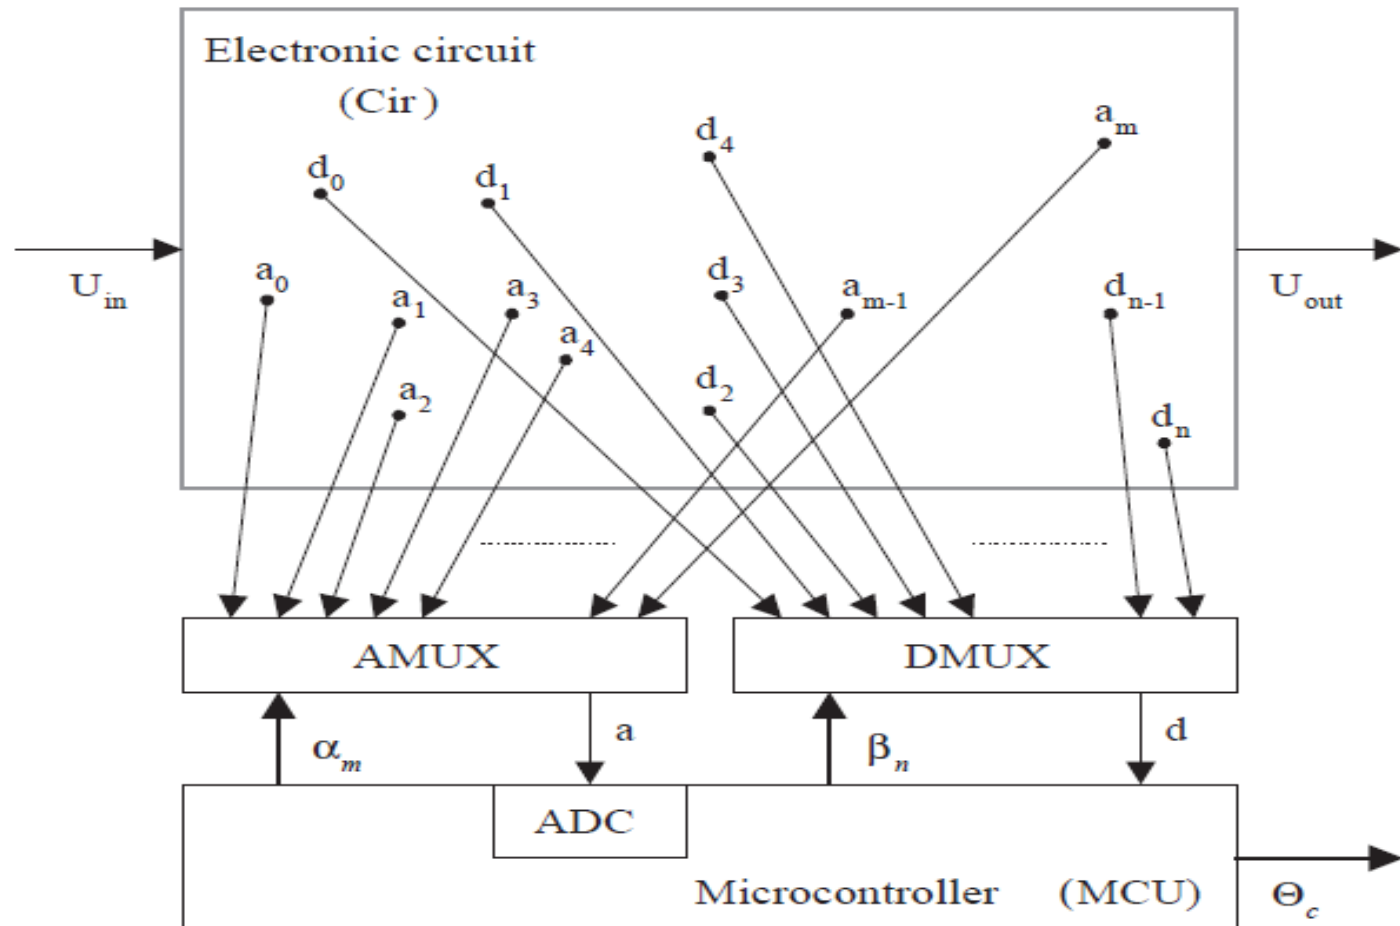 Electronic circuit
(Cir )
d₄
aₘ
d₀
d₁
Uᵢₙ
a₀
a₁
a₃
d₃
aₘ₋₁
dₙ₋₁
Uₒᵤₜ
a₄
a₂
d₂
dₙ
AMUX
DMUX
αₘ
a
βₙ
d
ADC
Microcontroller (MCU)
Θ_c